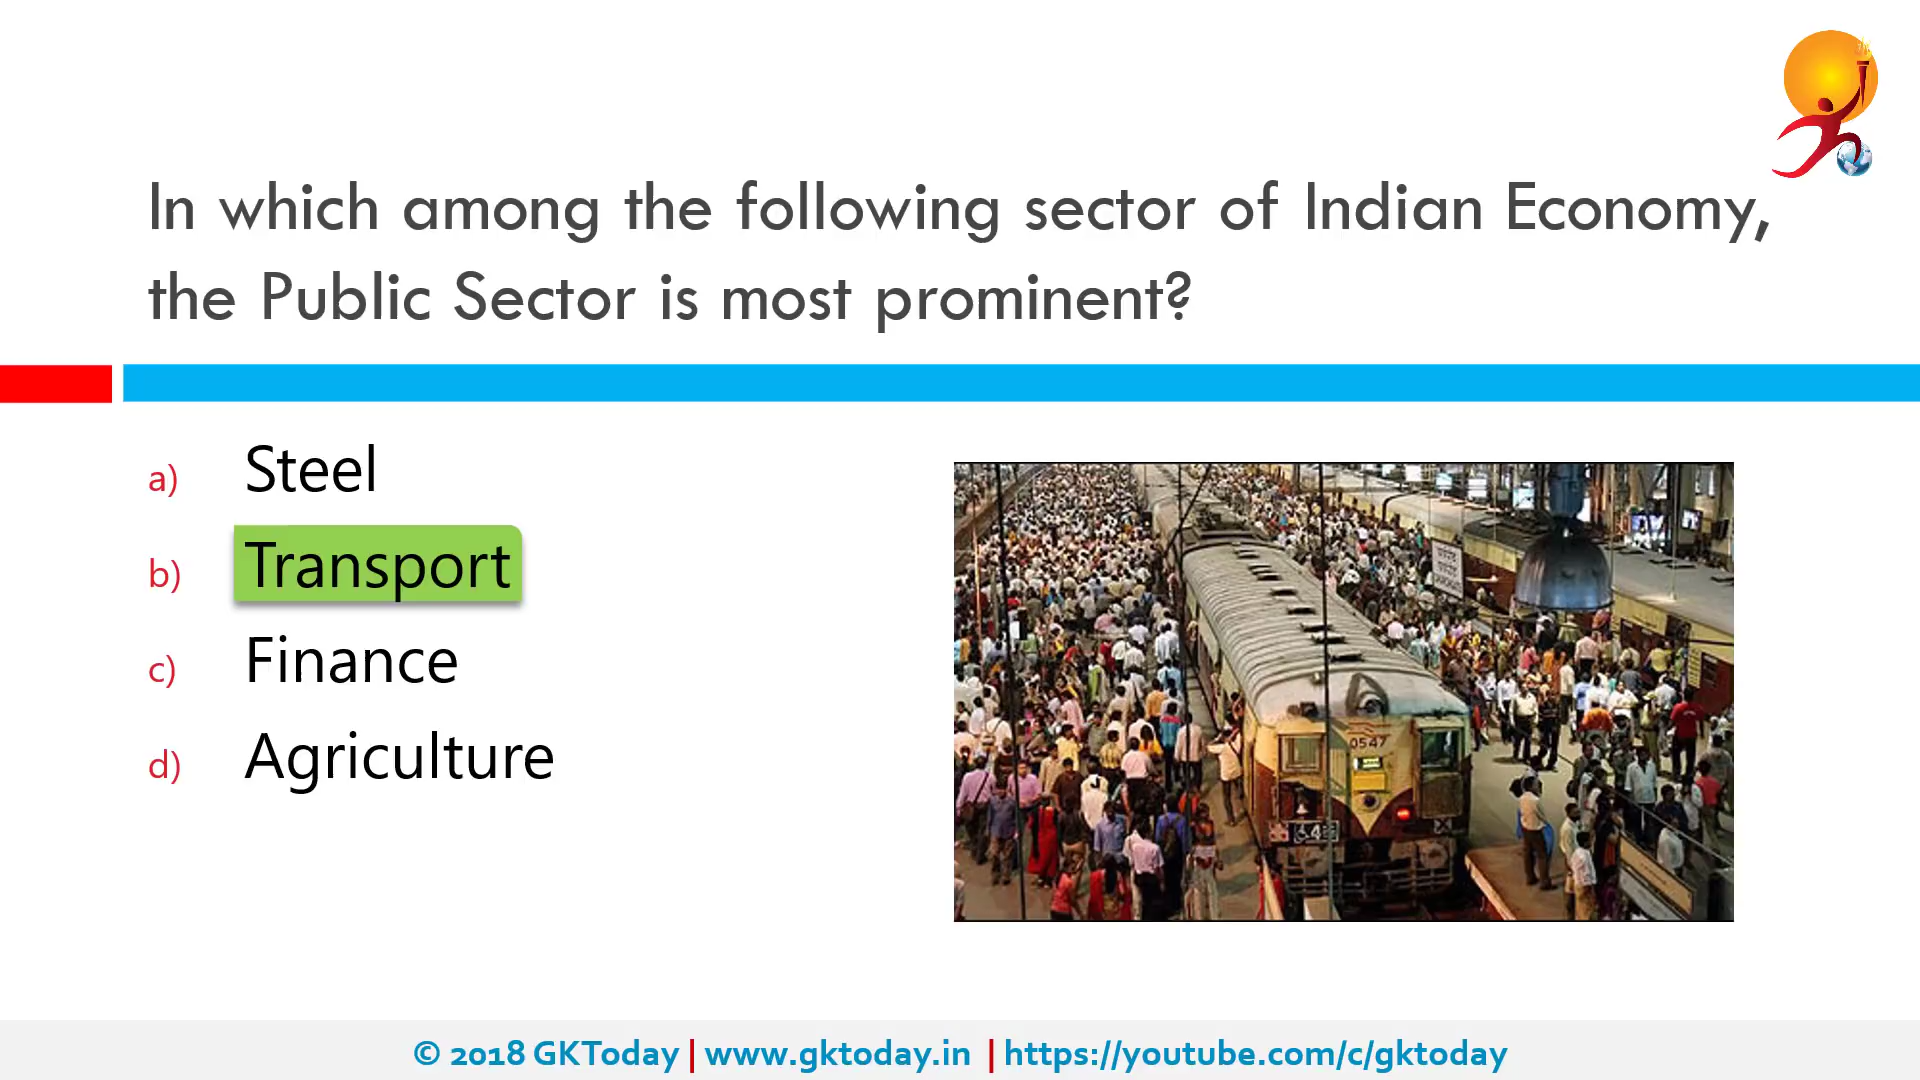 In which among the following sector of Indian Economy,
the Public Sector is most prominent?
a) Steel
b) Transport
c) Finance
d) Agriculture
0547
© 2018 GKToday | www.gktoday.in | https://youtube.com/c/gktoday